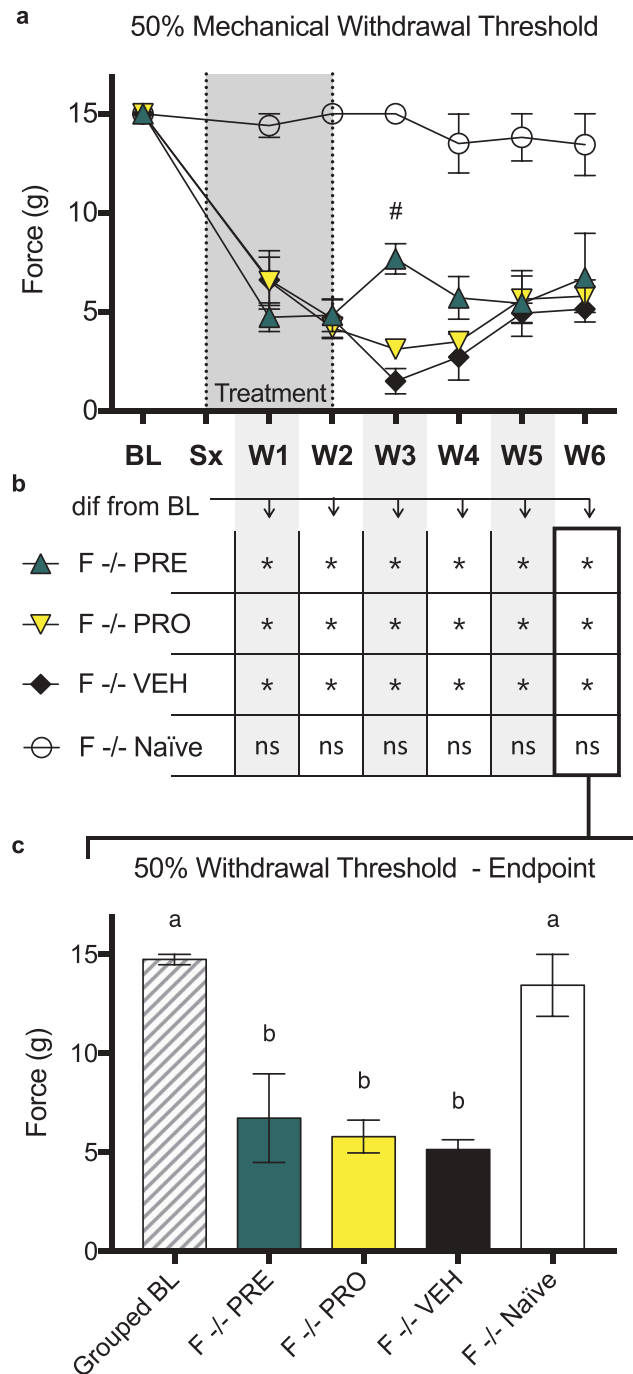 a
50% Mechanical Withdrawal Threshold
Force (g)
15
10
5
0
#
Treatment
BL Sx W1 W2 W3 W4 W5 W6
b
dif from BL
F -/- PRE * * * * * *
F -/- PRO * * * * * *
F -/- VEH * * * * * *
F -/- Naïve ns ns ns ns ns ns
c
50% Withdrawal Threshold - Endpoint
Force (g)
15
10
5
0
a b b b a
Grouped BL
F -/- PRE
F -/- PRO
F -/- VEH
F -/- Naïve